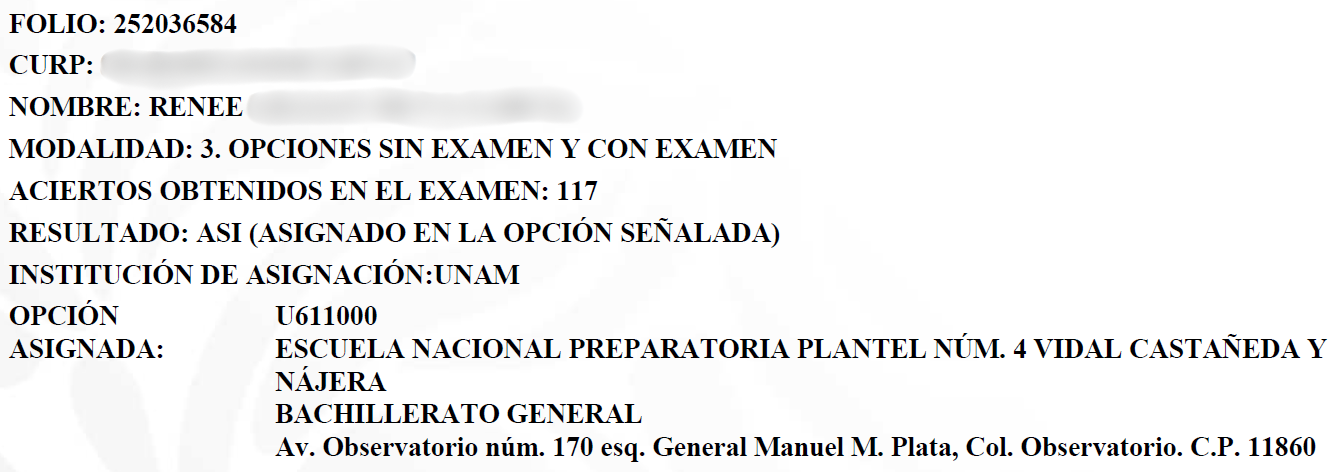 FOLIO: 252036584
CURP:
NOMBRE: RENEE
MODALIDAD: 3. OPCIONES SIN EXAMEN Y CON EXAMEN
ACIERTOS OBTENIDOS EN EL EXAMEN: 117
RESULTADO: ASI (ASIGNADO EN LA OPCIÓN SEÑALADA)
INSTITUCIÓN DE ASIGNACIÓN:UNAM
OPCIÓN U611000
ASIGNADA: ESCUELA NACIONAL PREPARATORIA PLANTEL NÚM. 4 VIDAL CASTAÑEDA Y
NÁJERA
BACHILLERATO GENERAL
Av. Observatorio núm. 170 esq. General Manuel M. Plata, Col. Observatorio. C.P. 11860